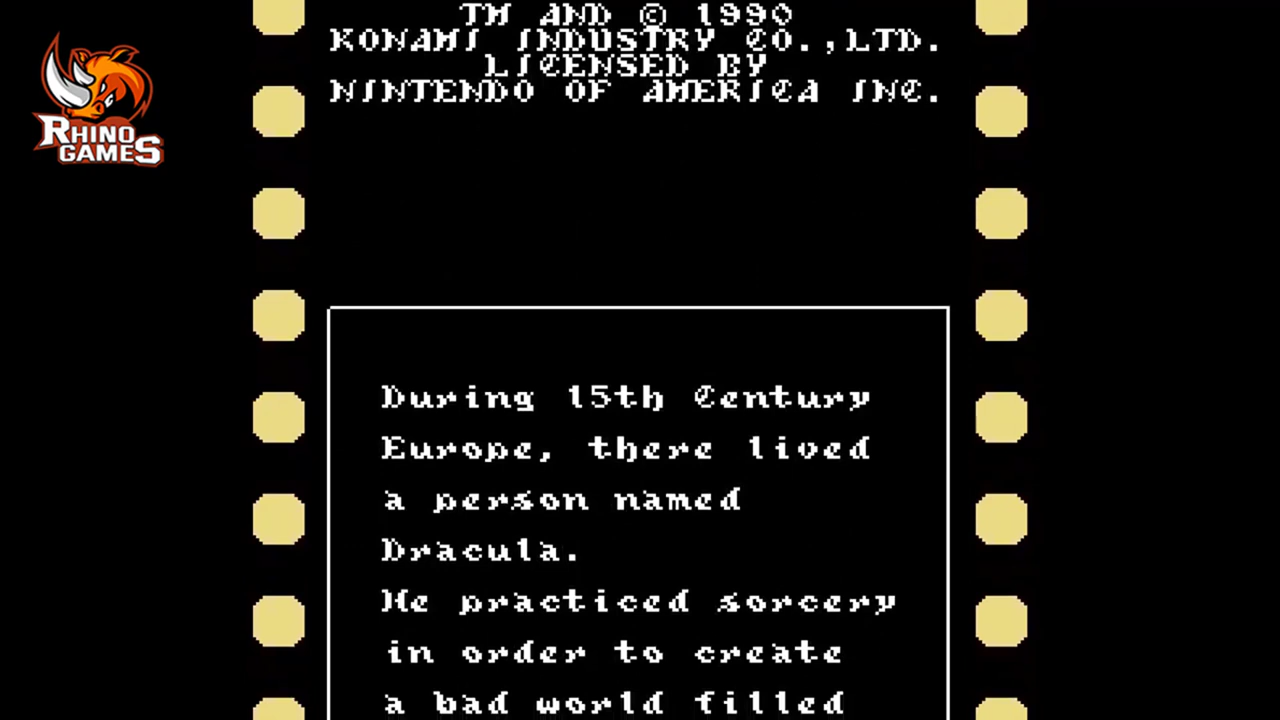 TM AND © 1990
KONAMI INDUSTRY CO.,LTD.
LICENSED BY
NINTENDO OF AMERICA INC.
RHINO
GAMES
During 15th Century
Europe, there lived
a person named
Dracula.
He practiced sorcery
in order to create
a bad world filled